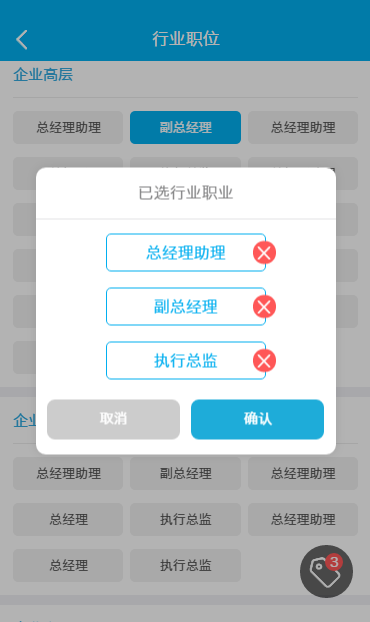 行业职位
企业高层
总经理助理 副总经理 总经理助理
已选行业职业
总经理助理
副总经理
执行总监
取消 确认
企业
总经理助理 副总经理 总经理助理
总经理 执行总监 总经理助理
总经理 执行总监
3